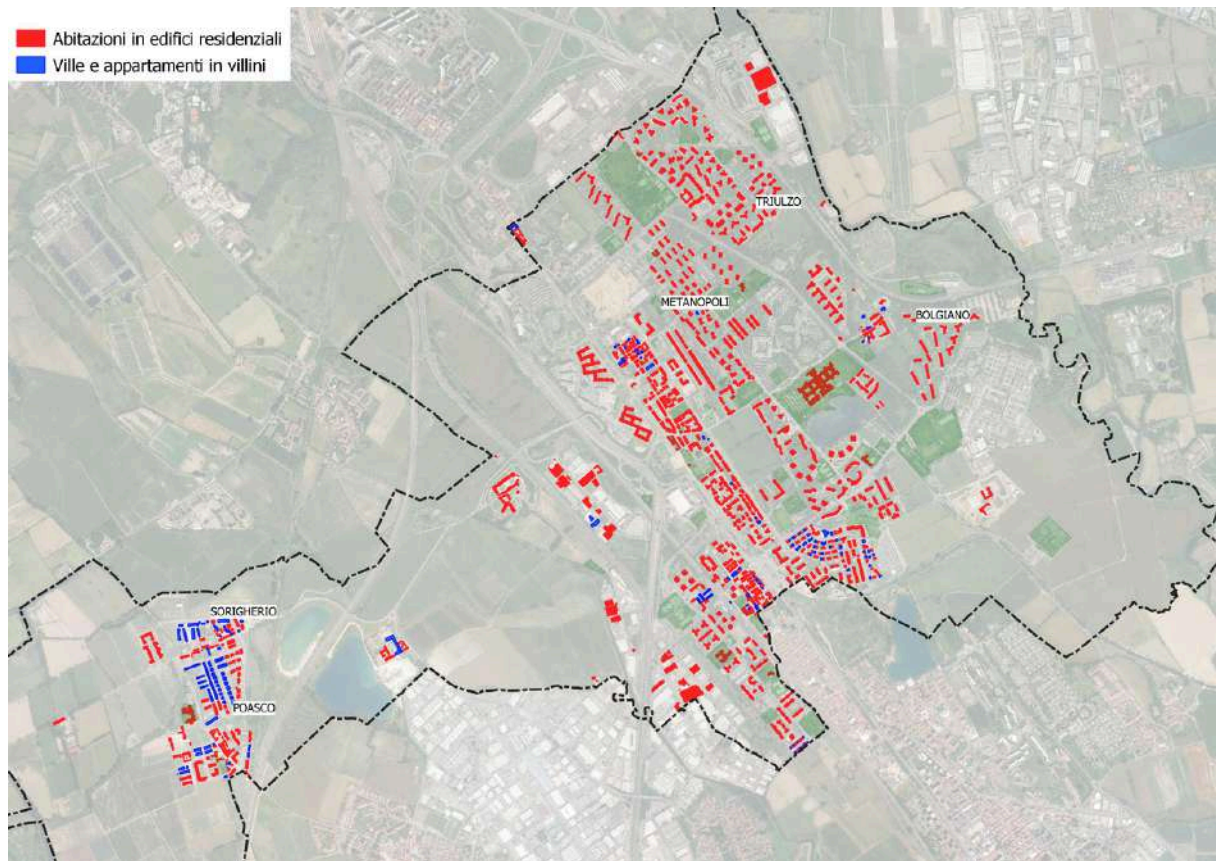 Abitazioni in edifici residenziali
Ville e appartamenti in villini
TRIULZO
METANOPOLI
BOLGIANO
SORIGHERIO
POASCO